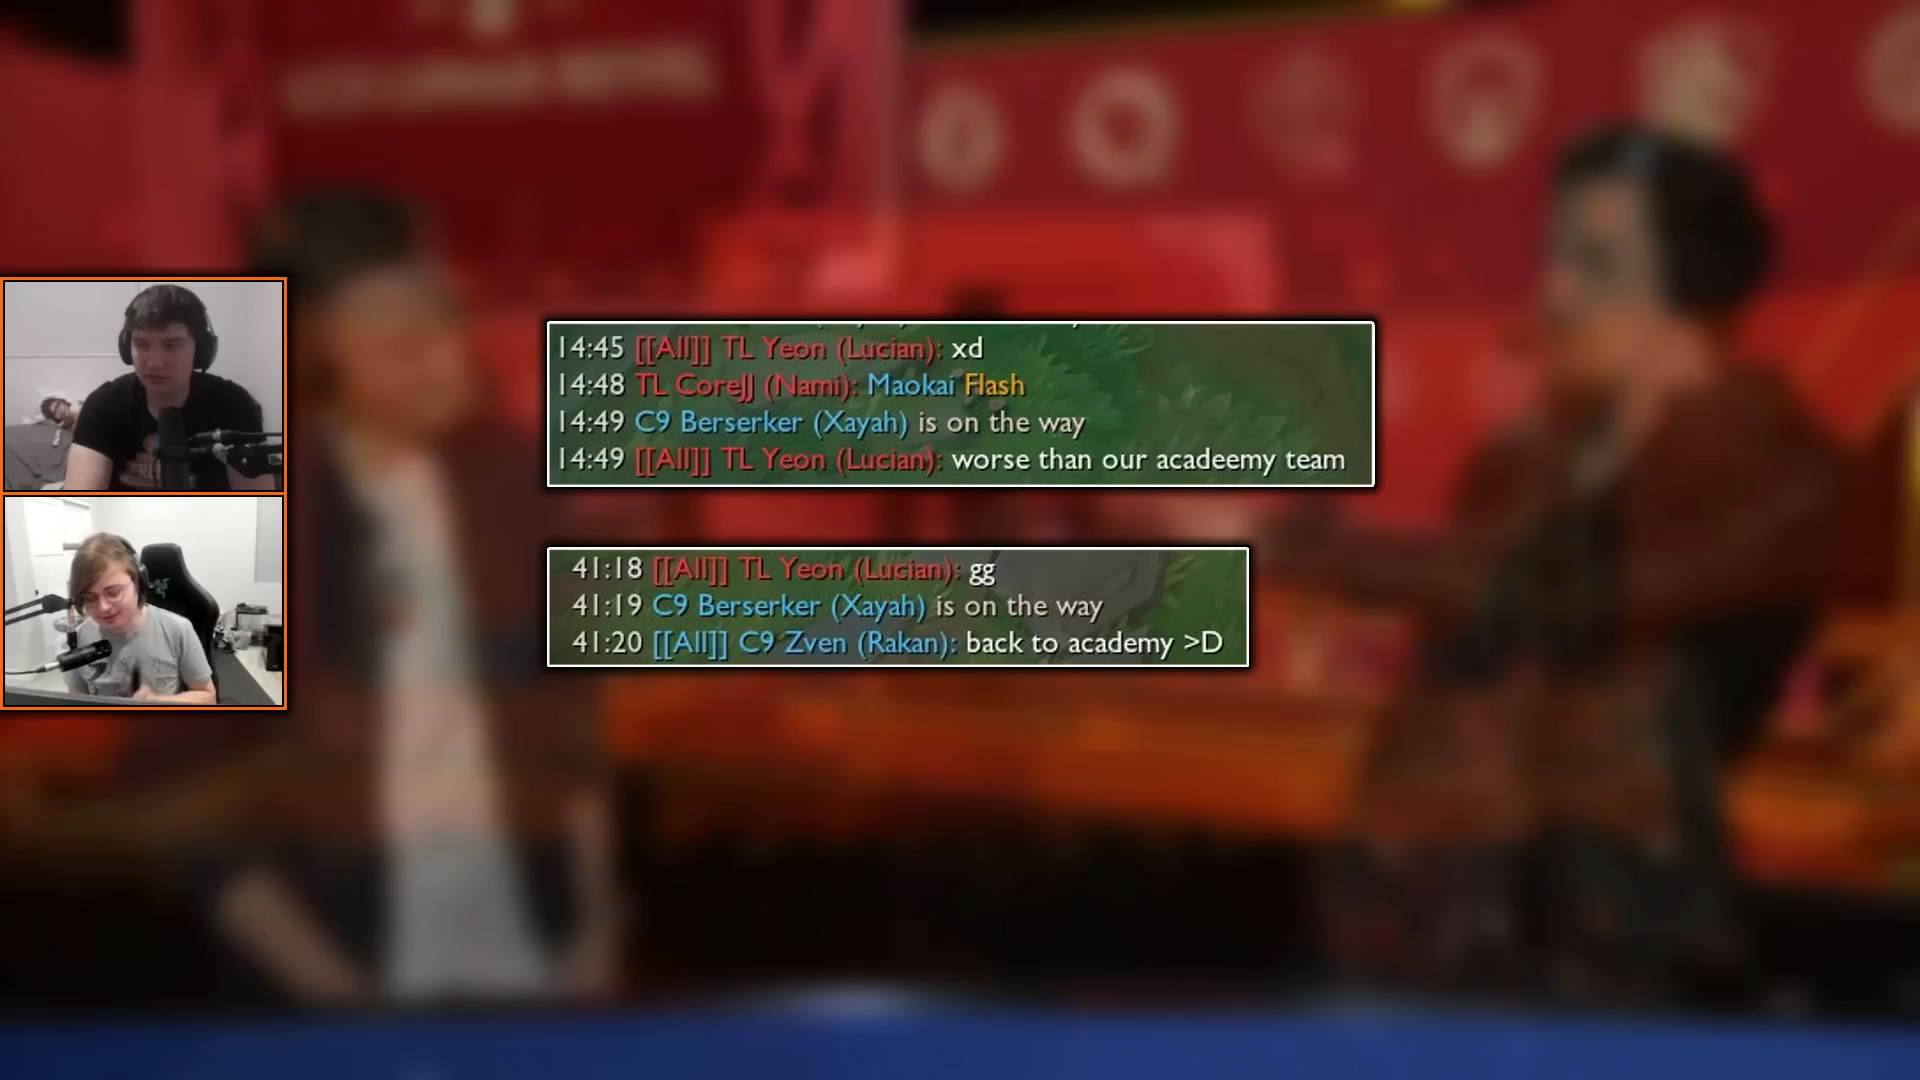 14:45 [[All]] TL Yeon (Lucian): xd
14:48 TL CoreJJ (Nami): Maokai Flash
14:49 C9 Berserker (Xayah) is on the way
14:49 [[All]] TL Yeon (Lucian): worse than our acadeemy team
41:18 [[All]] TL Yeon (Lucian): gg
41:19 C9 Berserker (Xayah) is on the way
41:20 [[All]] C9 Zven (Rakan): back to academy >D